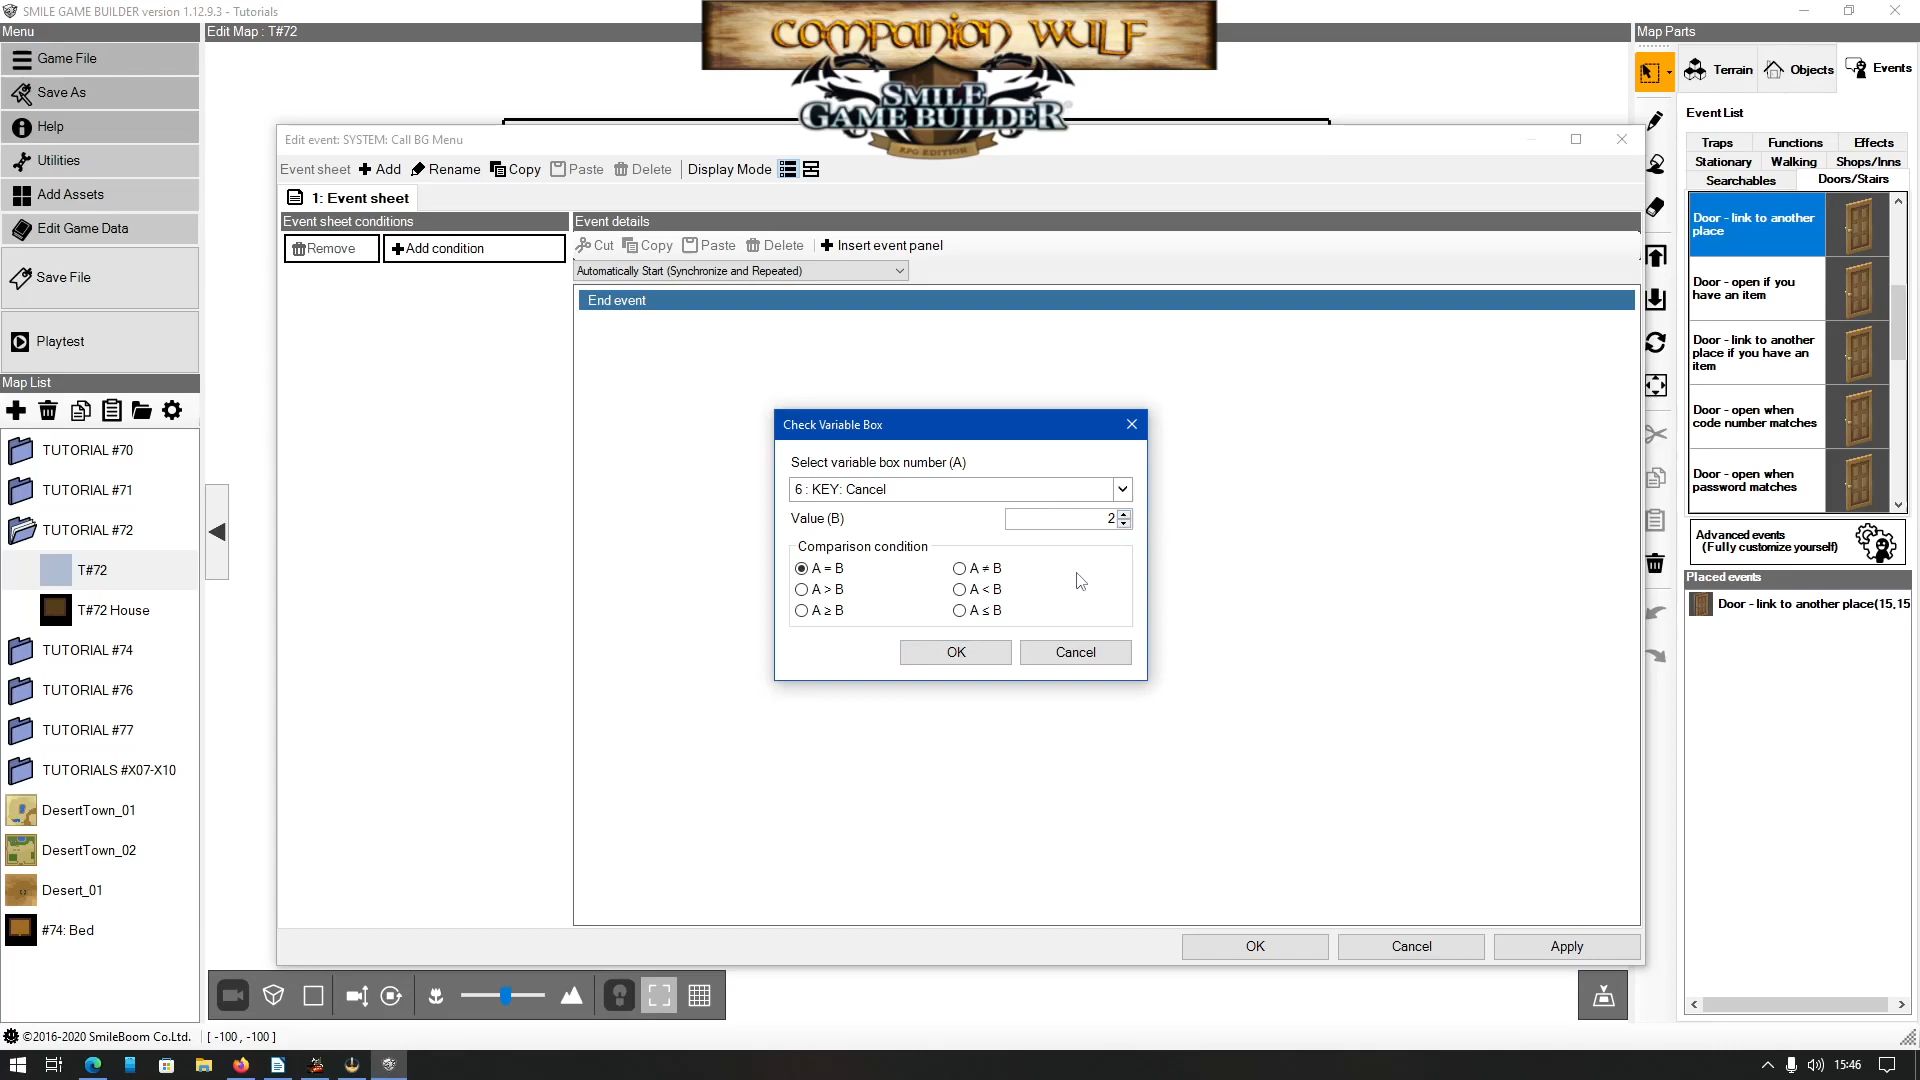 SMILE GAME BUILDER version 1.12.9.3 - Tutorials
COMPANION WULF
SMILE
GAME BUILDER
RPG EDITION
Menu
Game File
Save As
Help
Utilities
Add Assets
Edit Game Data
Save File
Playtest
Map List
TUTORIAL #70
TUTORIAL #71
TUTORIAL #72
T#72
T#72 House
TUTORIAL #74
TUTORIAL #76
TUTORIAL #77
TUTORIALS #X07-X10
DesertTown_01
DesertTown_02
Desert_01
#74: Bed
Edit Map : T#72
Edit event: SYSTEM: Call BG Menu
Event sheet Add Rename Copy Paste Delete Display Mode
1: Event sheet
Event sheet conditions
Remove Add condition
Event details
Cut Copy Paste Delete Insert event panel
Automatically Start (Synchronize and Repeated)
End event
Check Variable Box
Select variable box number (A)
6 : KEY: Cancel
Value (B) 2
Comparison condition
A = B A ≠ B
A > B A < B
A ≥ B A ≤ B
OK Cancel
OK Cancel Apply
Map Parts
Terrain Objects Events
Event List
Traps Functions Effects
Stationary Walking Shops/Inns
Searchables Doors/Stairs
Door - link to another
place
Door - open if you
have an item
Door - link to another
place if you have an
item
Door - open when
code number matches
Door - open when
password matches
Advanced events
(Fully customize yourself)
Placed events
Door - link to another place(15,15
©2016-2020 SmileBoom Co.Ltd. [ -100 , -100 ]
15:46